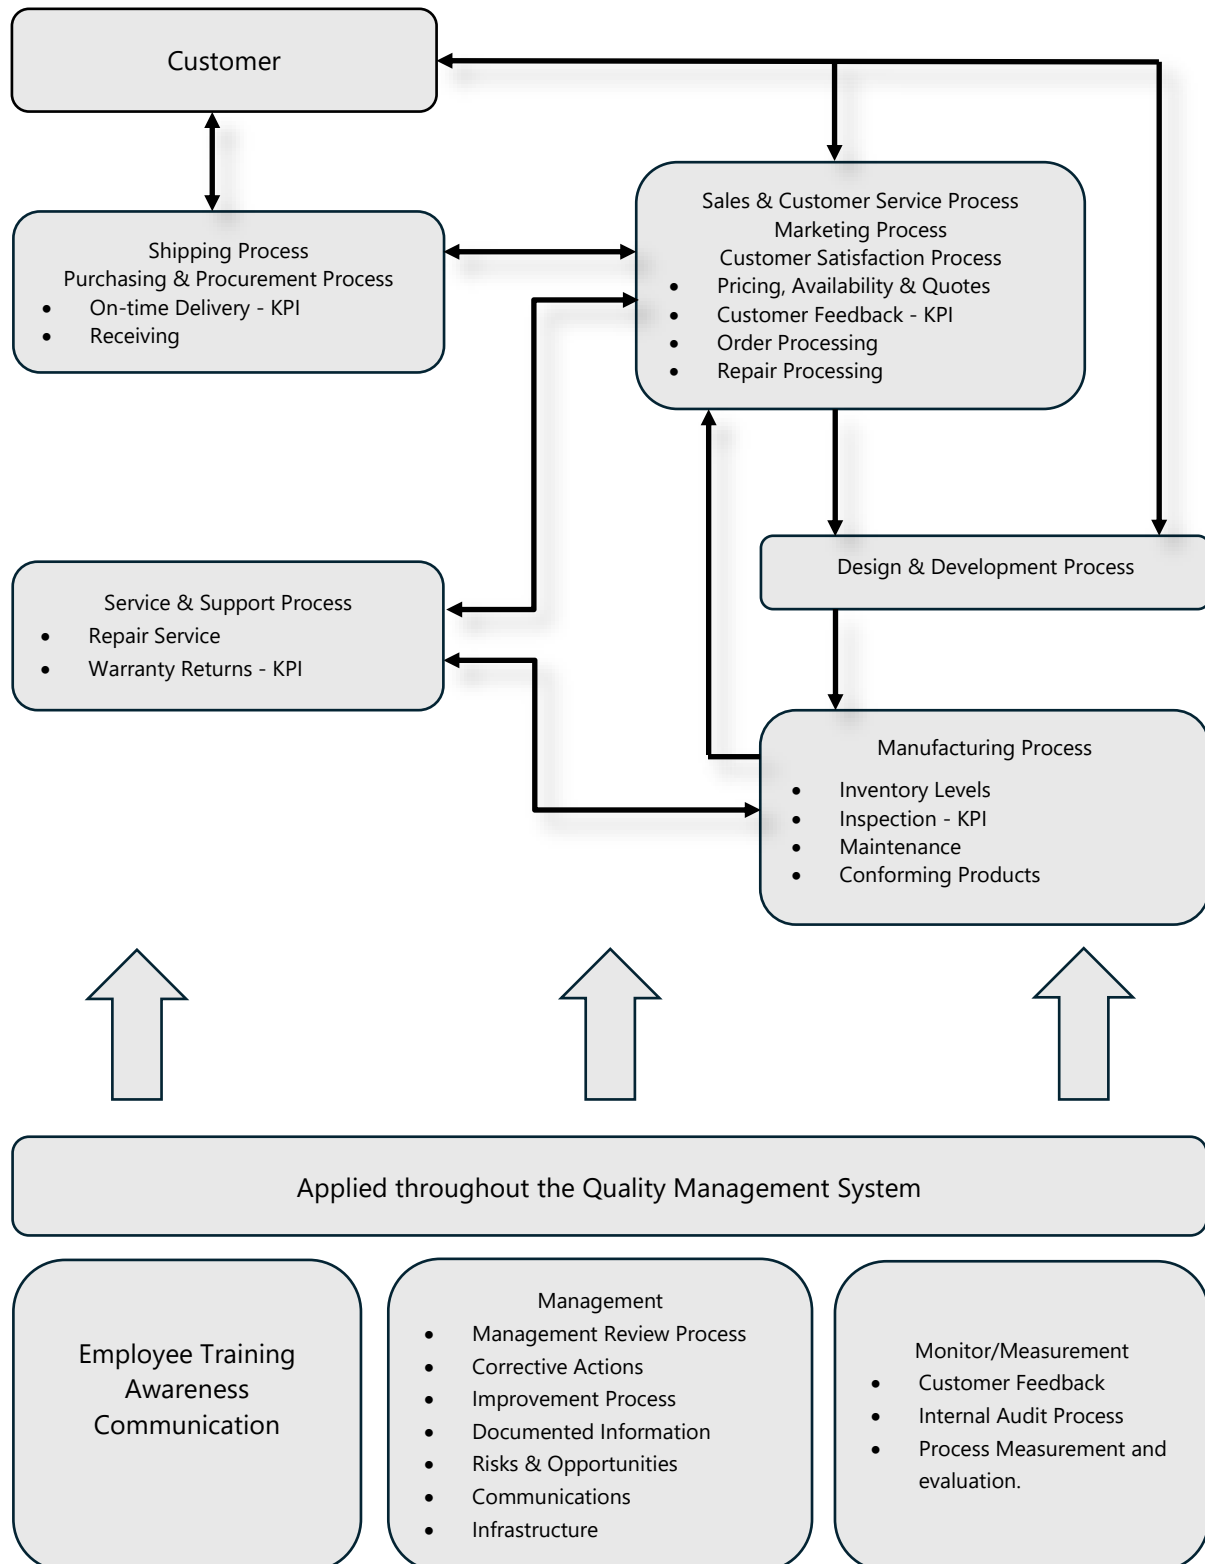 Customer
Shipping Process
Purchasing & Procurement Process
• On-time Delivery - KPI
• Receiving
Sales & Customer Service Process
Marketing Process
Customer Satisfaction Process
• Pricing, Availability & Quotes
• Customer Feedback - KPI
• Order Processing
• Repair Processing
Design & Development Process
Service & Support Process
• Repair Service
• Warranty Returns - KPI
Manufacturing Process
• Inventory Levels
• Inspection - KPI
• Maintenance
• Conforming Products
Applied throughout the Quality Management System
Employee Training
Awareness
Communication
Management
• Management Review Process
• Corrective Actions
• Improvement Process
• Documented Information
• Risks & Opportunities
• Communications
• Infrastructure
Monitor/Measurement
• Customer Feedback
• Internal Audit Process
• Process Measurement and
evaluation.